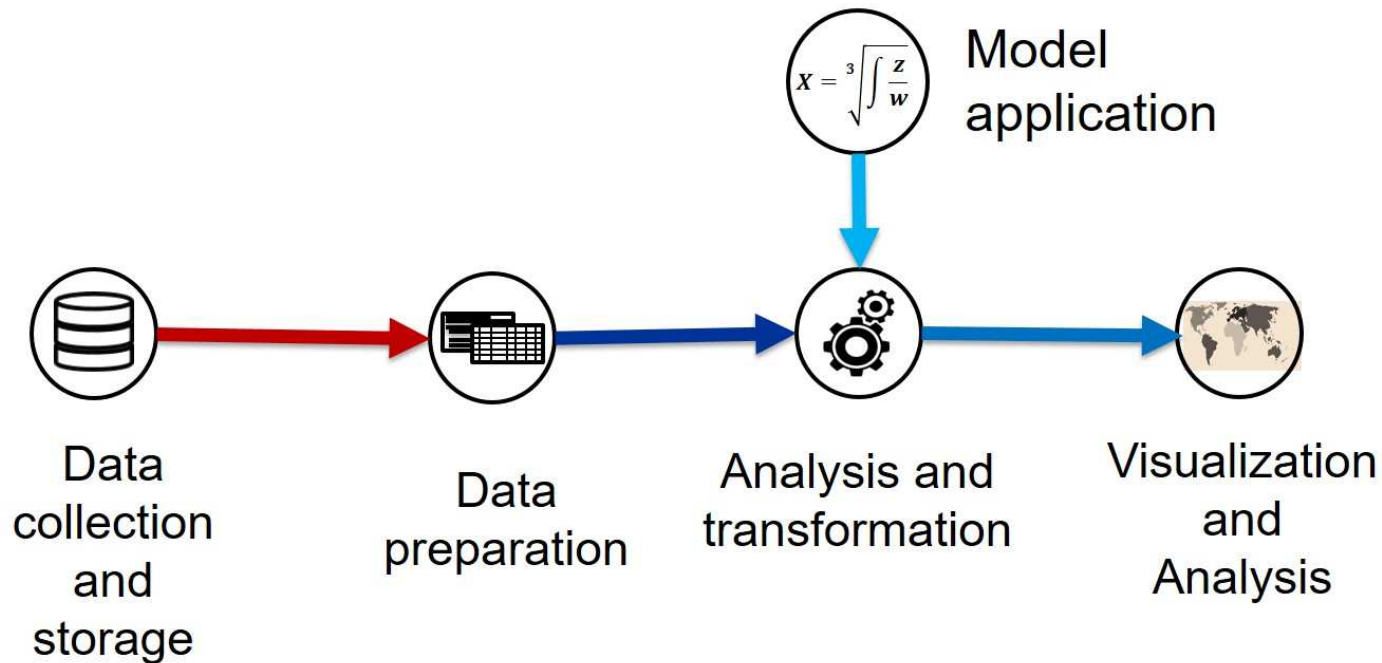 X = ∛∫ z/w
Model
application
Data
collection
and
storage
Data
preparation
Analysis and
transformation
Visualization
and
Analysis